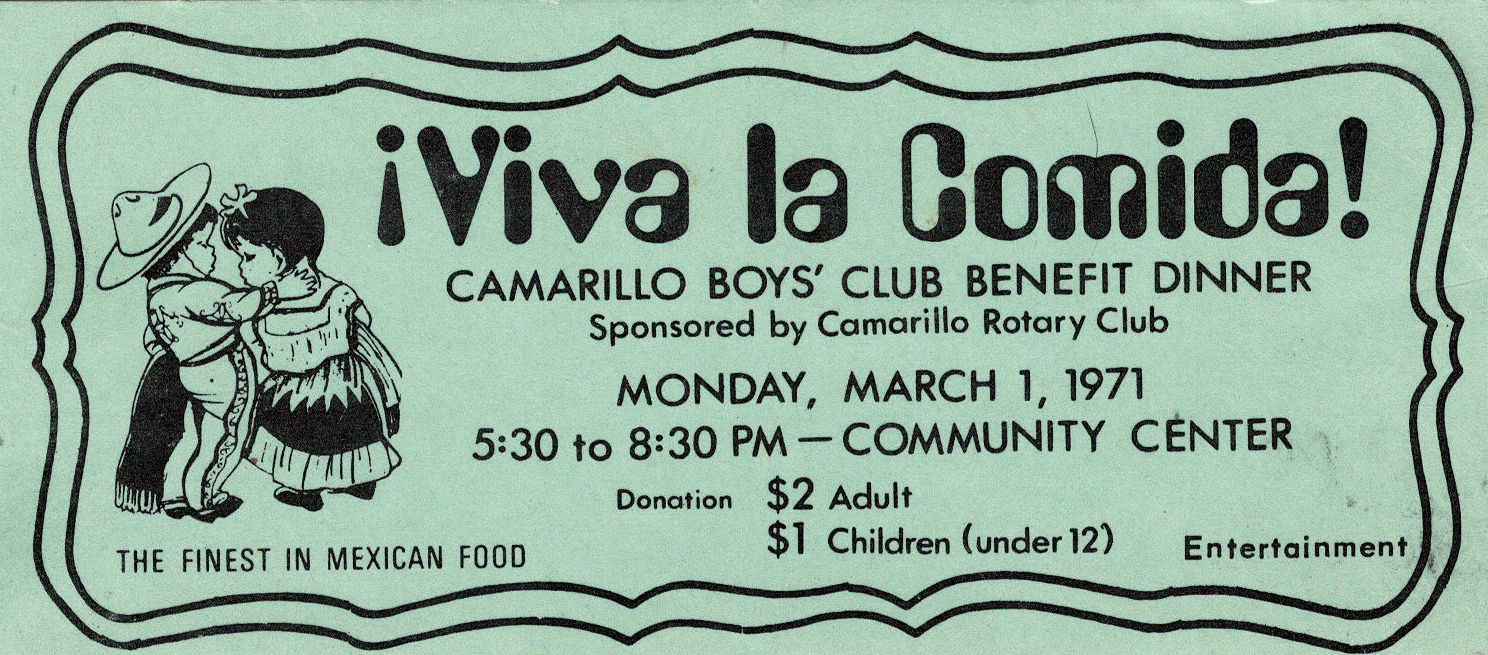 ¡Viva la Comida!
CAMARILLO BOYS' CLUB BENEFIT DINNER
Sponsored by Camarillo Rotary Club
MONDAY, MARCH 1, 1971
5:30 to 8:30 PM — COMMUNITY CENTER
Donation $2 Adult
$1 Children (under 12)
Entertainment
THE FINEST IN MEXICAN FOOD